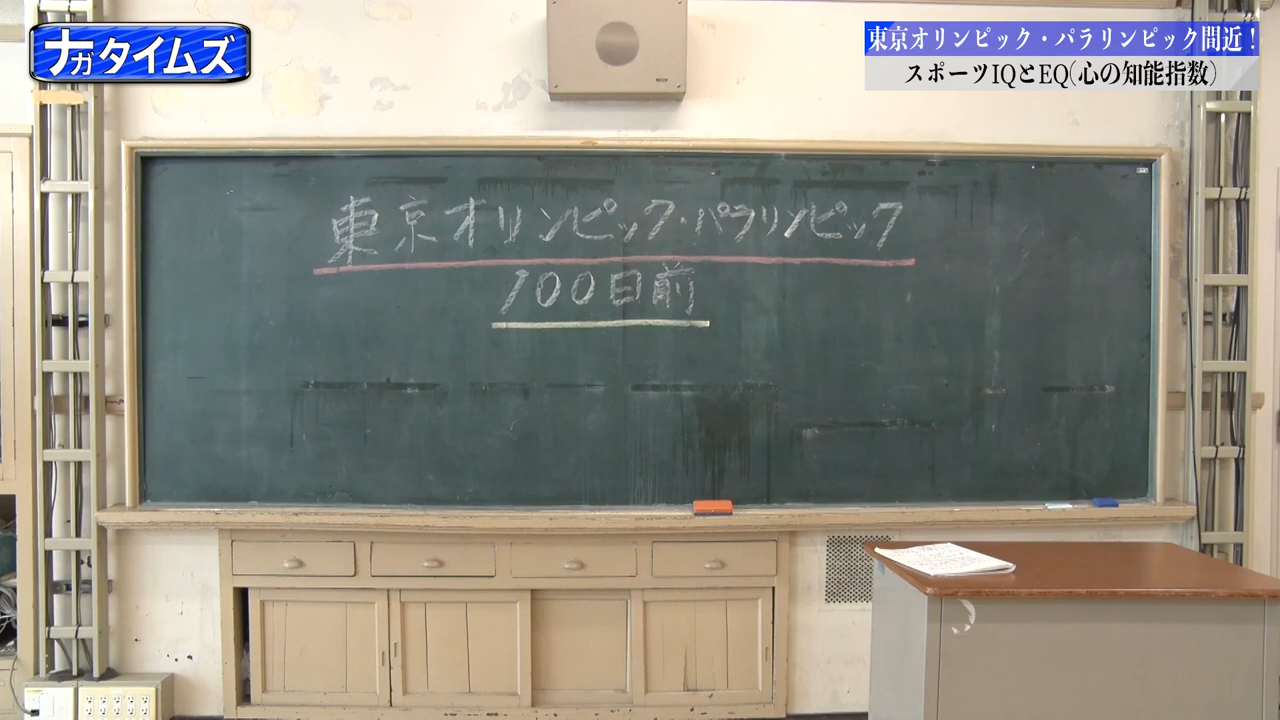 ナガタイムズ
東京オリンピック・パラリンピック間近！
スポーツIQとEQ(心の知能指数)
東京オリンピック・パラリンピック
100日前